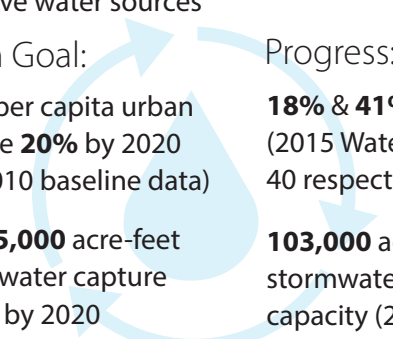 ve water sources
Goal:
per capita urban
e 20% by 2020
010 baseline data)
5,000 acre-feet
water capture
by 2020
Progress:
18% & 41
(2015 Wate
40 respect
103,000 a
stormwate
capacity (2